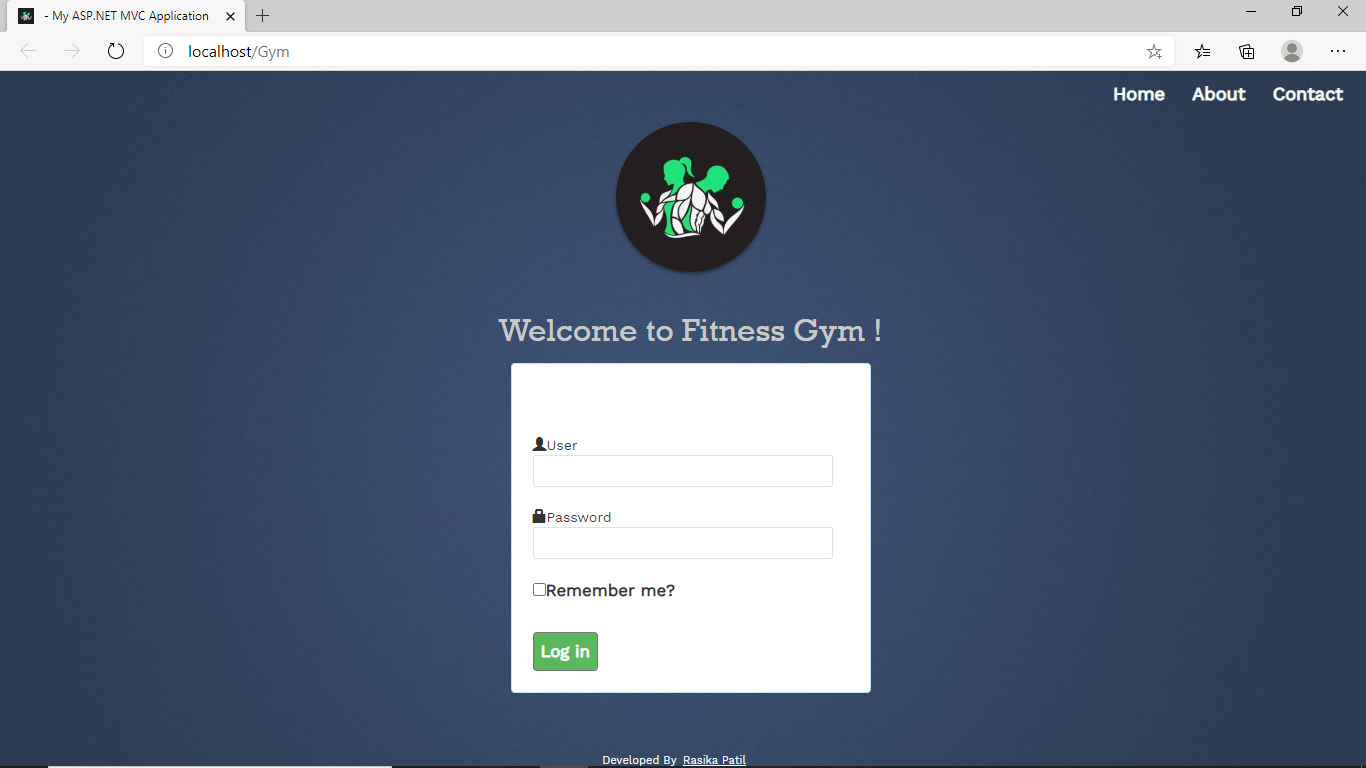 - My ASP.NET MVC Application
localhost/Gym
Home About Contact
Welcome to Fitness Gym !
User
Password
Remember me?
Log in
Developed By Rasika Patil